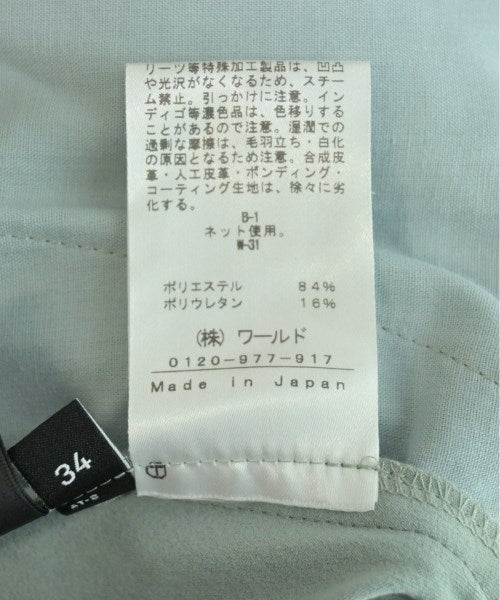 リーツ等特殊加工製品は、凹凸
や光沢がなくなるため、スチー
ム禁止。引っかけに注意。イン
ディゴ等濃色品は、色移りする
ことがあるので注意。湿潤での
過剰な摩擦は、毛羽立ち・白化
の原因となるため注意。合成皮
革・人工皮革・ボンディング・
コーティング生地は、徐々に劣
化する。
B-1
ネット使用。
W-31
ポリエステル 84%
ポリウレタン 16%
(株) ワールド
0120-977-917
Made in Japan
34